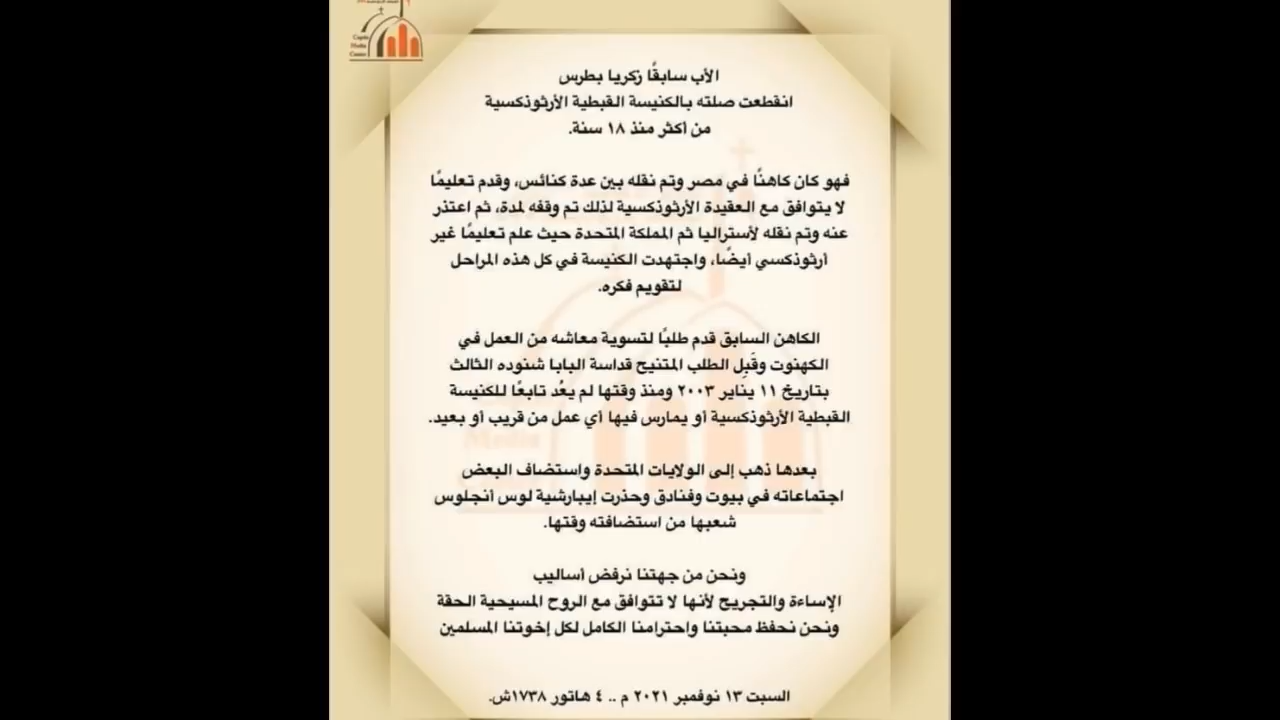 Coptic
Media
Center
الأب سابقًا زكريا بطرس
انقطعت صلته بالكنيسة القبطية الأرثوذكسية
من أكثر منذ ١٨ سنة.
فهو كان كاهنًا في مصر وتم نقله بين عدة كنائس، وقدم تعليمًا
لا يتوافق مع العقيدة الأرثوذكسية لذلك تم وقفه لمدة، ثم اعتذر
عنه وتم نقله لأستراليا ثم المملكة المتحدة حيث علم تعليمًا غير
أرثوذكسي أيضًا، واجتهدت الكنيسة في كل هذه المراحل
لتقويم فكره.
الكاهن السابق قدم طلبًا لتسوية معاشه من العمل في
الكهنوت وقَبِل الطلب المتنيح قداسة البابا شنوده الثالث
بتاريخ ١١ يناير ٢٠٠٣ ومنذ وقتها لم يعُد تابعًا للكنيسة
القبطية الأرثوذكسية أو يمارس فيها أي عمل من قريب أو بعيد.
بعدها ذهب إلى الولايات المتحدة واستضاف البعض
اجتماعاته في بيوت وفنادق وحذرت إيبارشية لوس أنجلوس
شعبها من استضافته وقتها.
ونحن من جهتنا نرفض أساليب
الإساءة والتجريح لأنها لا تتوافق مع الروح المسيحية الحقة
ونحن نحفظ محبتنا واحترامنا الكامل لكل إخوتنا المسلمين
السبت ١٣ نوفمبر ٢٠٢١ م .. ٤ هاتور ١٧٣٨ش.